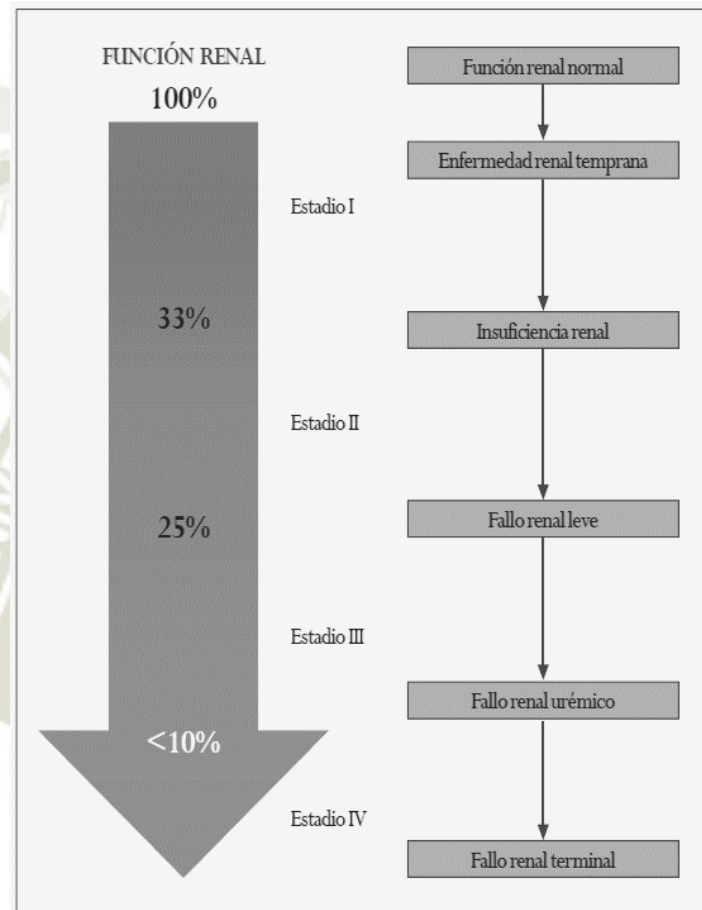 FUNCIÓN RENAL
100%
Función renal normal
Enfermedad renal temprana
Estadio I
33%
Insuficiencia renal
Estadio II
25%
Fallo renal leve
Estadio III
Fallo renal urémico
<10%
Estadio IV
Fallo renal terminal